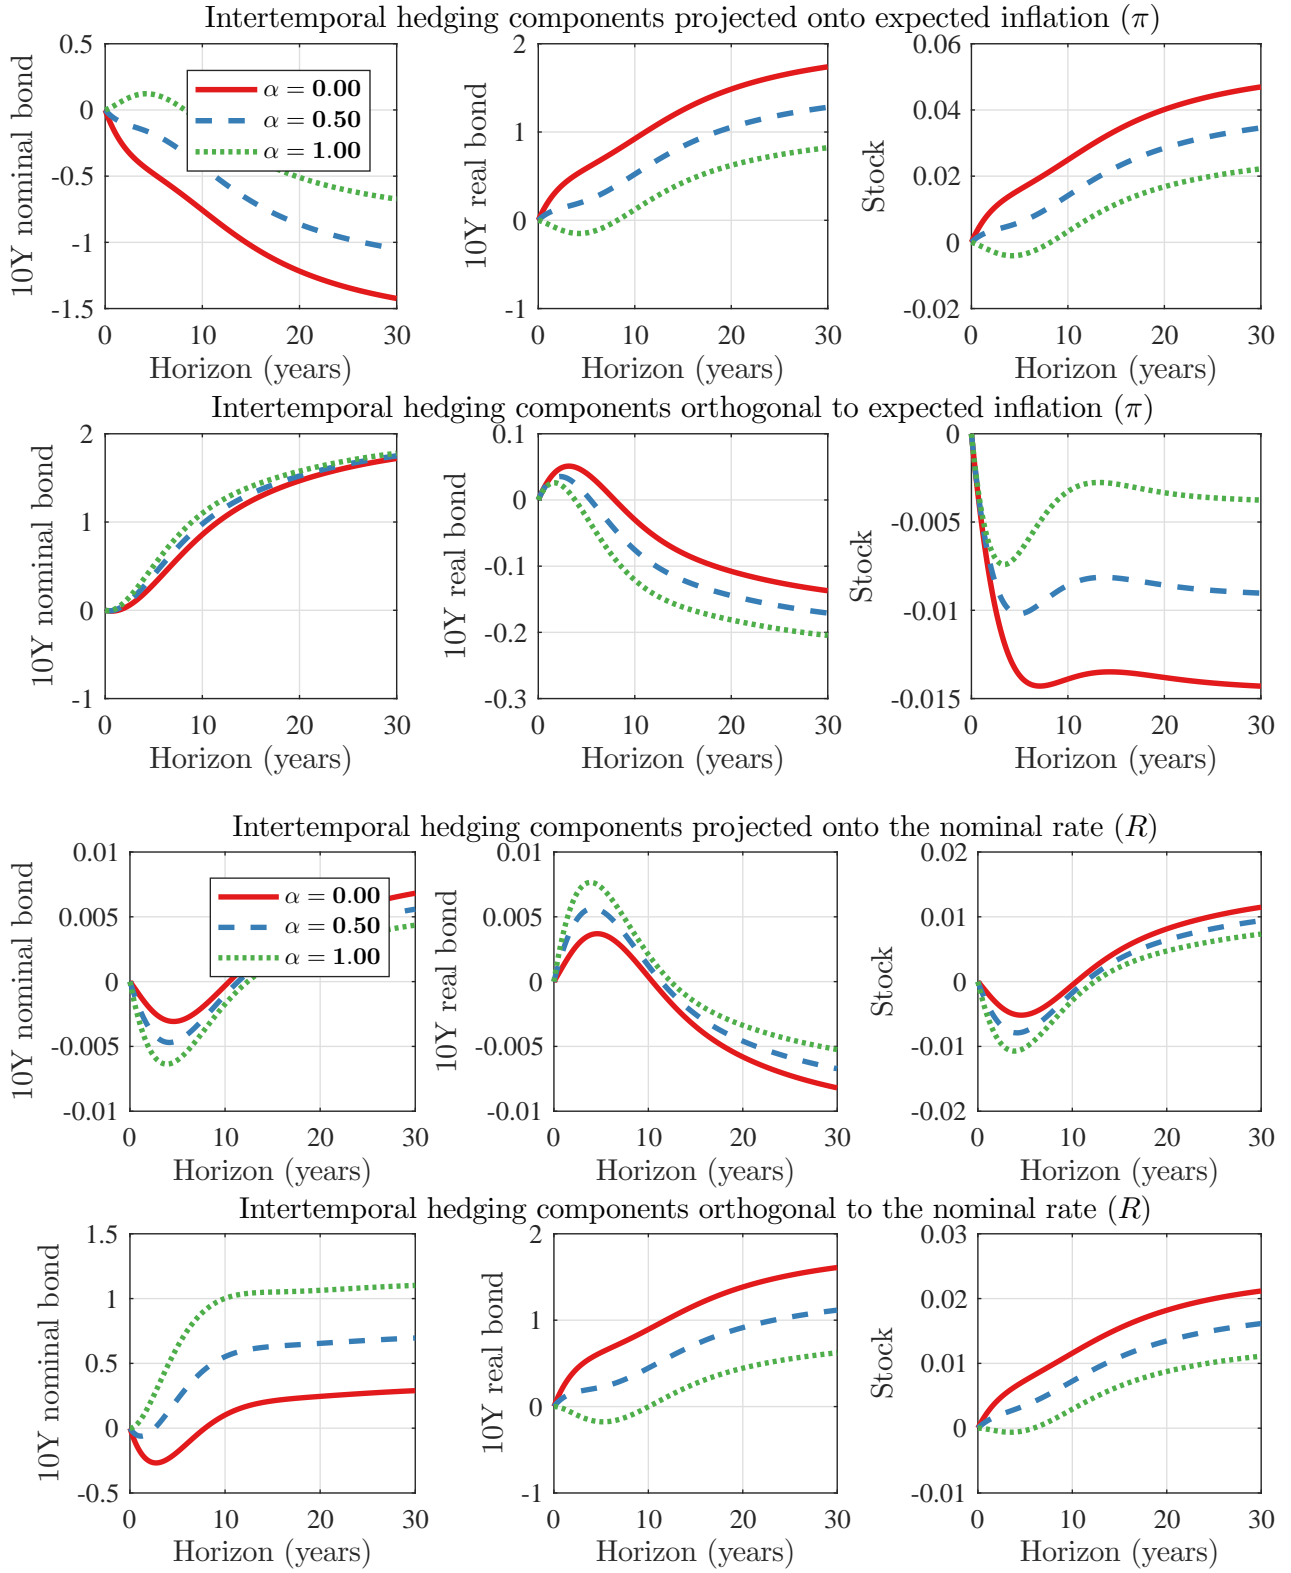 Intertemporal hedging components projected onto expected inflation (π)
10Y nominal bond
0.5
0
-0.5
-1
-1.5
α = 0.00
α = 0.50
α = 1.00
0 10 20 30
Horizon (years)
10Y real bond
2
1
0
-1
0 10 20 30
Horizon (years)
Stock
0.06
0.04
0.02
0
-0.02
0 10 20 30
Horizon (years)
Intertemporal hedging components orthogonal to expected inflation (π)
10Y nominal bond
2
1
0
-1
0 10 20 30
Horizon (years)
10Y real bond
0.1
0
-0.1
-0.2
-0.3
0 10 20 30
Horizon (years)
Stock
0
-0.005
-0.01
-0.015
0 10 20 30
Horizon (years)
Intertemporal hedging components projected onto the nominal rate (R)
10Y nominal bond
0.01
0.005
0
-0.005
-0.01
α = 0.00
α = 0.50
α = 1.00
0 10 20 30
Horizon (years)
10Y real bond
0.01
0.005
0
-0.005
-0.01
0 10 20 30
Horizon (years)
Stock
0.02
0.01
0
-0.01
-0.02
0 10 20 30
Horizon (years)
Intertemporal hedging components orthogonal to the nominal rate (R)
10Y nominal bond
1.5
1
0.5
0
-0.5
0 10 20 30
Horizon (years)
10Y real bond
2
1
0
-1
0 10 20 30
Horizon (years)
Stock
0.03
0.02
0.01
0
-0.01
0 10 20 30
Horizon (years)